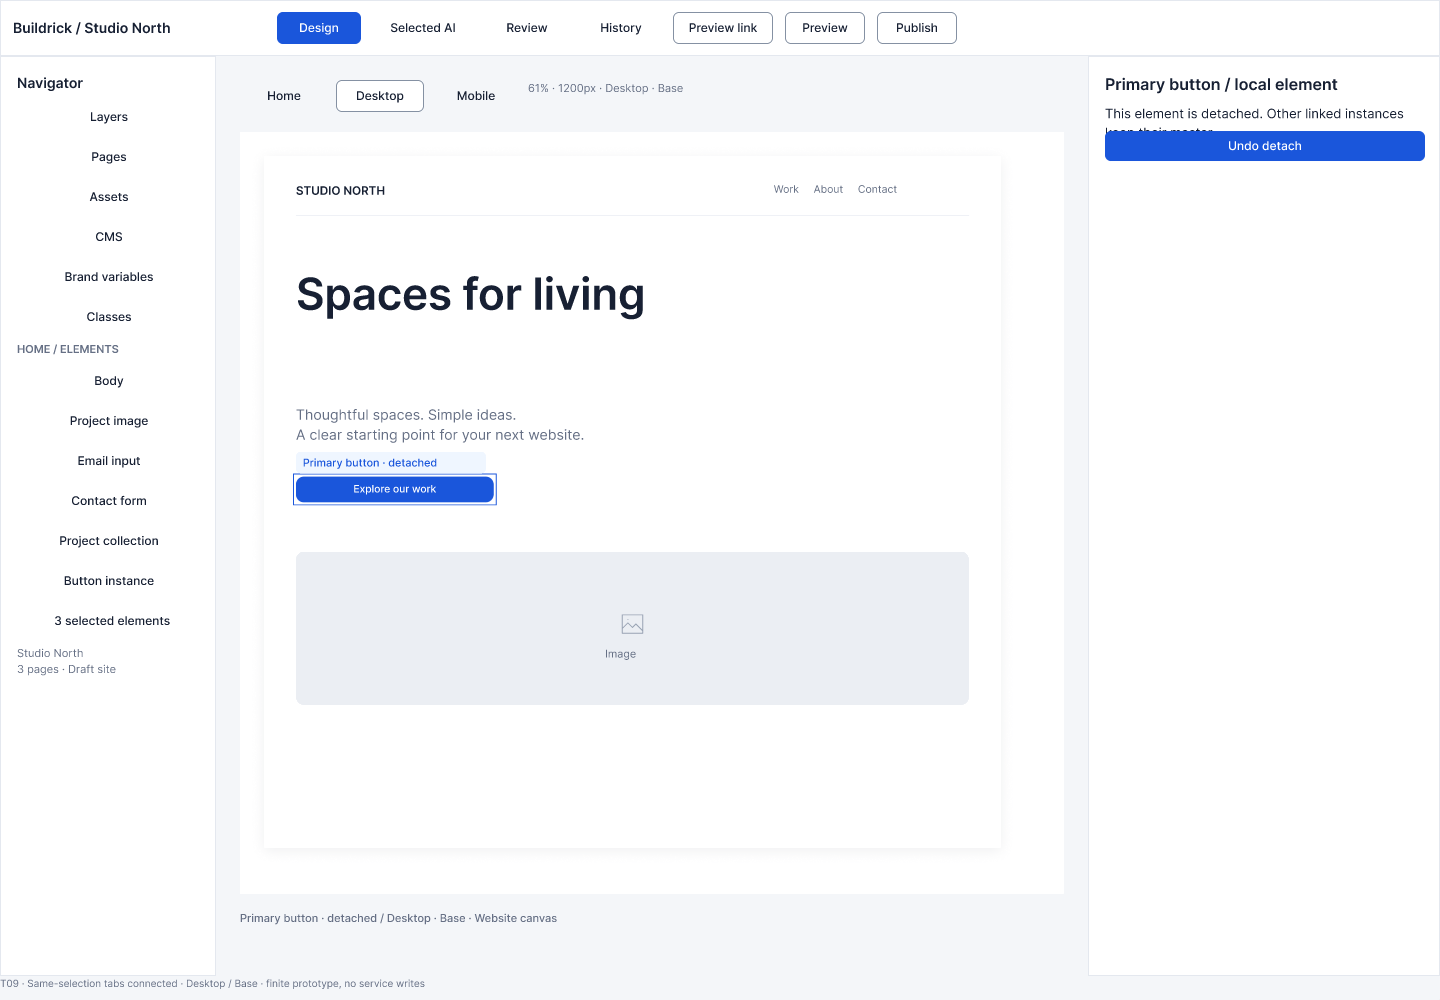 Buildrick / Studio North
Design
Selected AI
Review
History
Preview link
Preview
Publish
Navigator
Layers
Pages
Assets
CMS
Brand variables
Classes
HOME / ELEMENTS
Body
Project image
Email input
Contact form
Project collection
Button instance
3 selected elements
Studio North
3 pages · Draft site
Home
Desktop
Mobile
61% · 1200px · Desktop · Base
STUDIO NORTH
Work
About
Contact
Spaces for living
Thoughtful spaces. Simple ideas.
A clear starting point for your next website.
Primary button · detached
Explore our work
Image
Primary button · detached / Desktop · Base · Website canvas
Primary button / local element
This element is detached. Other linked instances
Undo detach
T09 · Same-selection tabs connected · Desktop / Base · finite prototype, no service writes